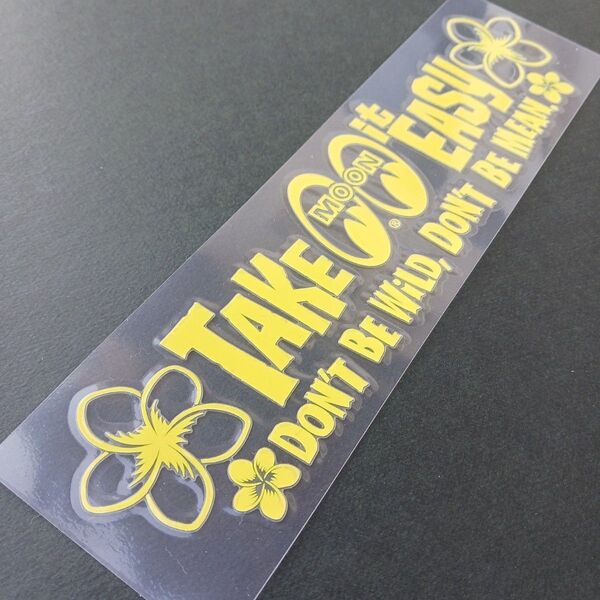 TAKE MOON® it EASY
DON'T BE WiLD, DON'T BE MEAN.